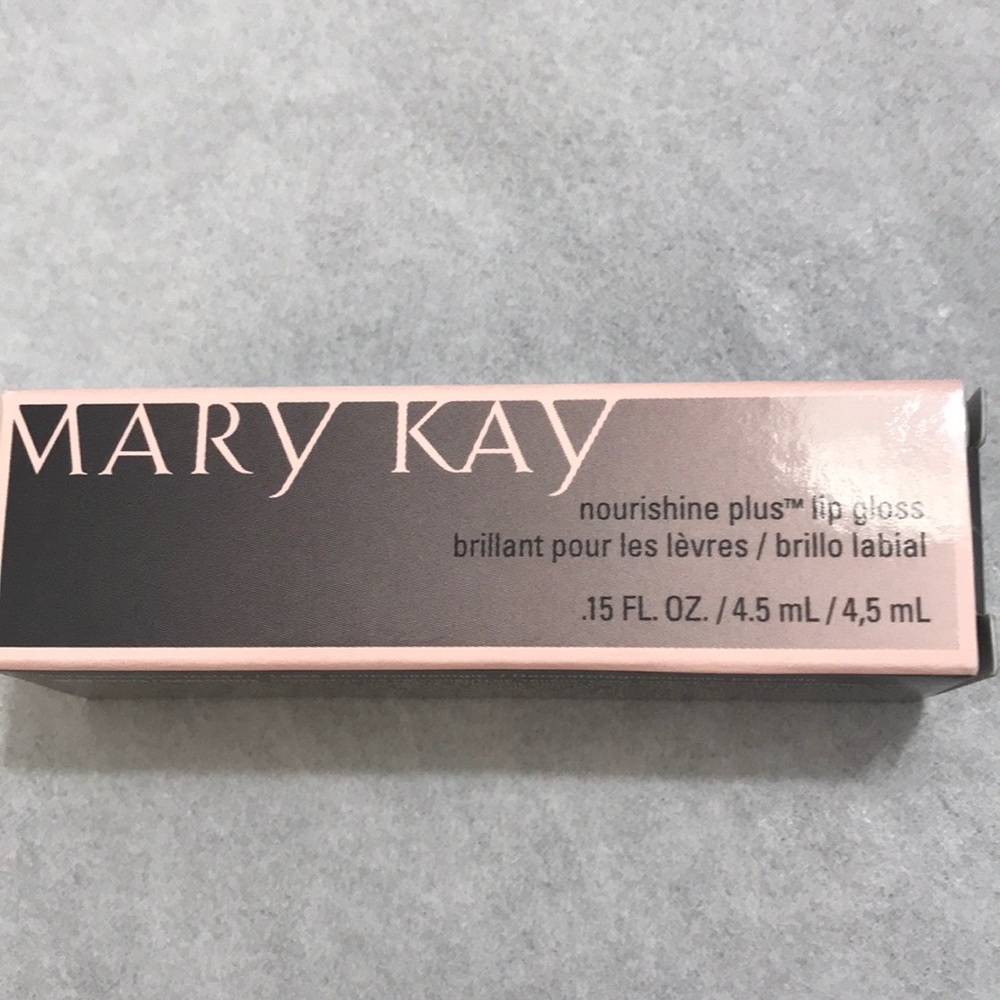 MARY KAY
nourishine plus™ lip gloss
brillant pour les lèvres / brillo labial
.15 FL. OZ. / 4.5 mL / 4,5 mL